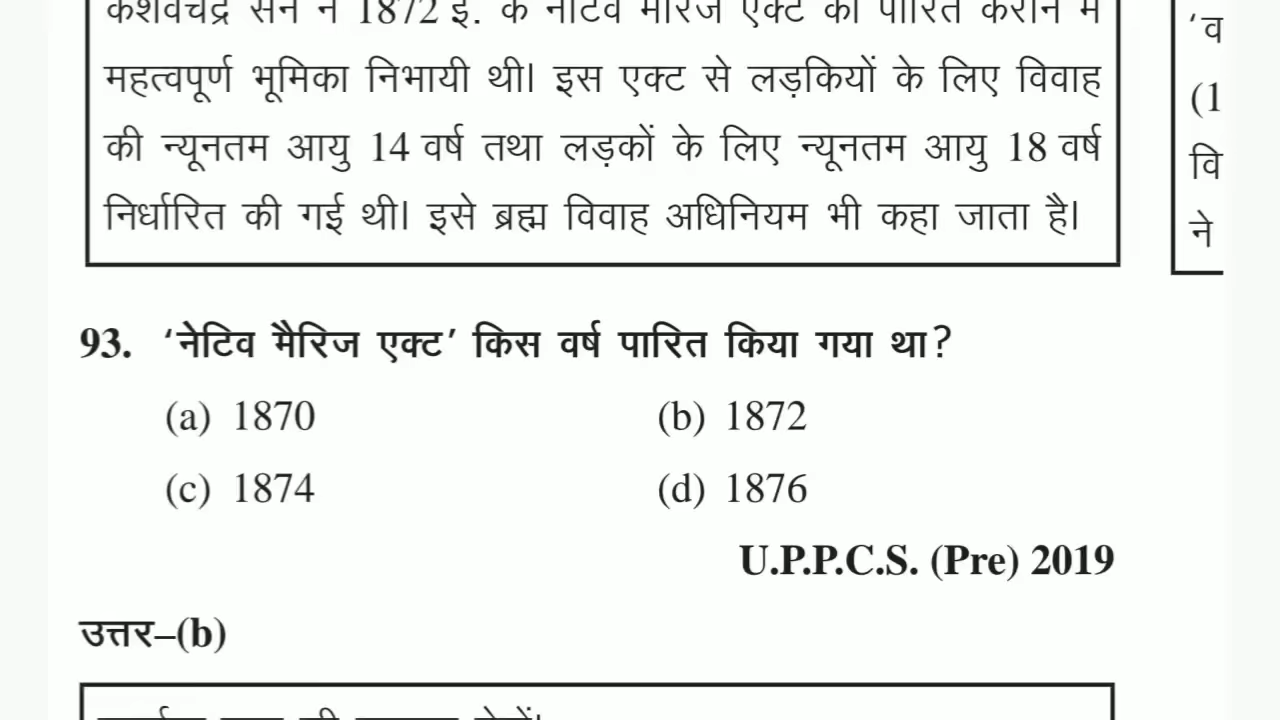 केशवचंद्र सेन ने 1872 ई. के नेटिव मैरिज एक्ट को पारित कराने में
महत्वपूर्ण भूमिका निभायी थी। इस एक्ट से लड़कियों के लिए विवाह
की न्यूनतम आयु 14 वर्ष तथा लड़कों के लिए न्यूनतम आयु 18 वर्ष
निर्धारित की गई थी। इसे ब्रह्म विवाह अधिनियम भी कहा जाता है।
93. ‘नेटिव मैरिज एक्ट’ किस वर्ष पारित किया गया था?
(a) 1870 (b) 1872
(c) 1874 (d) 1876
U.P.P.C.S. (Pre) 2019
उत्तर–(b)
‘व
(1
वि
ने